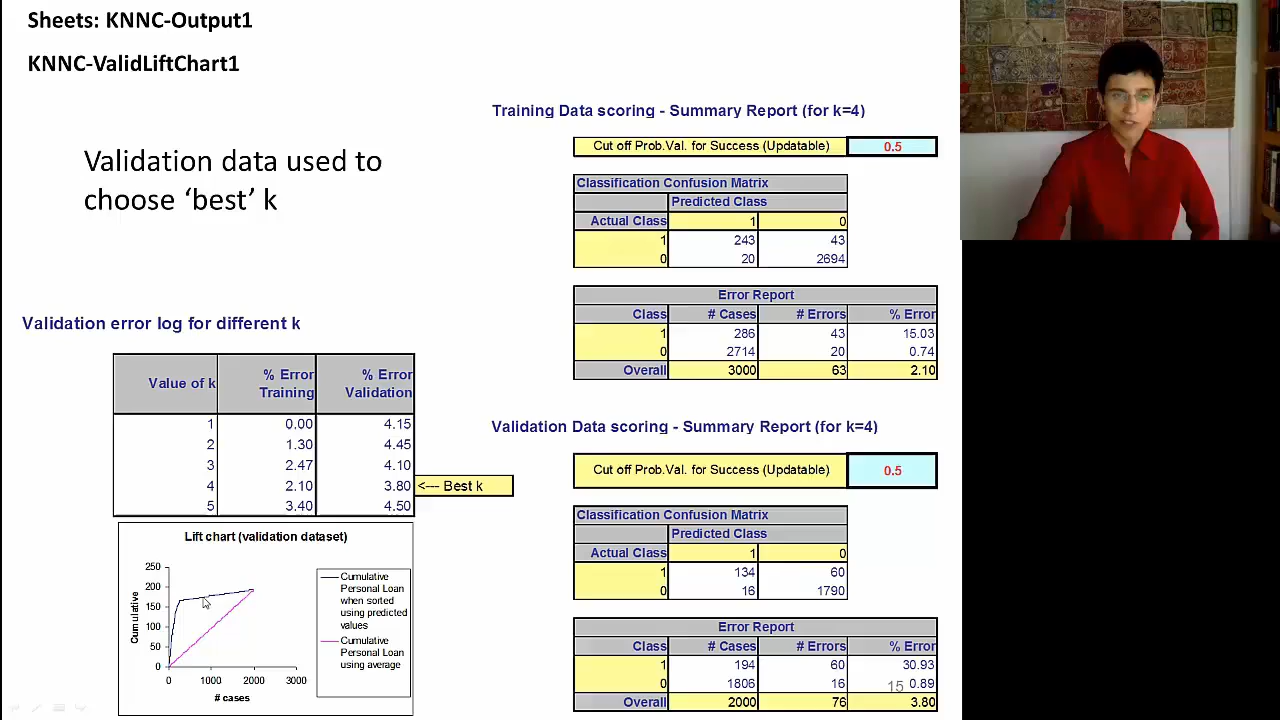 Sheets: KNNC-Output1
KNNC-ValidLiftChart1
Validation data used to
choose ‘best’ k
Validation error log for different k
Value of k % Error Training % Error Validation
1 0.00 4.15
2 1.30 4.45
3 2.47 4.10
4 2.10 3.80 <--- Best k
5 3.40 4.50
Lift chart (validation dataset)
250
200
150
100
50
0
Cumulative
0 1000 2000 3000
# cases
Cumulative
Personal Loan
when sorted
using predicted
values
Cumulative
Personal Loan
using average
Training Data scoring - Summary Report (for k=4)
Cut off Prob.Val. for Success (Updatable) 0.5
Classification Confusion Matrix
Predicted Class
Actual Class 1 0
1 243 43
0 20 2694
Error Report
Class # Cases # Errors % Error
1 286 43 15.03
0 2714 20 0.74
Overall 3000 63 2.10
Validation Data scoring - Summary Report (for k=4)
Cut off Prob.Val. for Success (Updatable) 0.5
Classification Confusion Matrix
Predicted Class
Actual Class 1 0
1 134 60
0 16 1790
Error Report
Class # Cases # Errors % Error
1 194 60 30.93
0 1806 16 0.89
Overall 2000 76 3.80
15